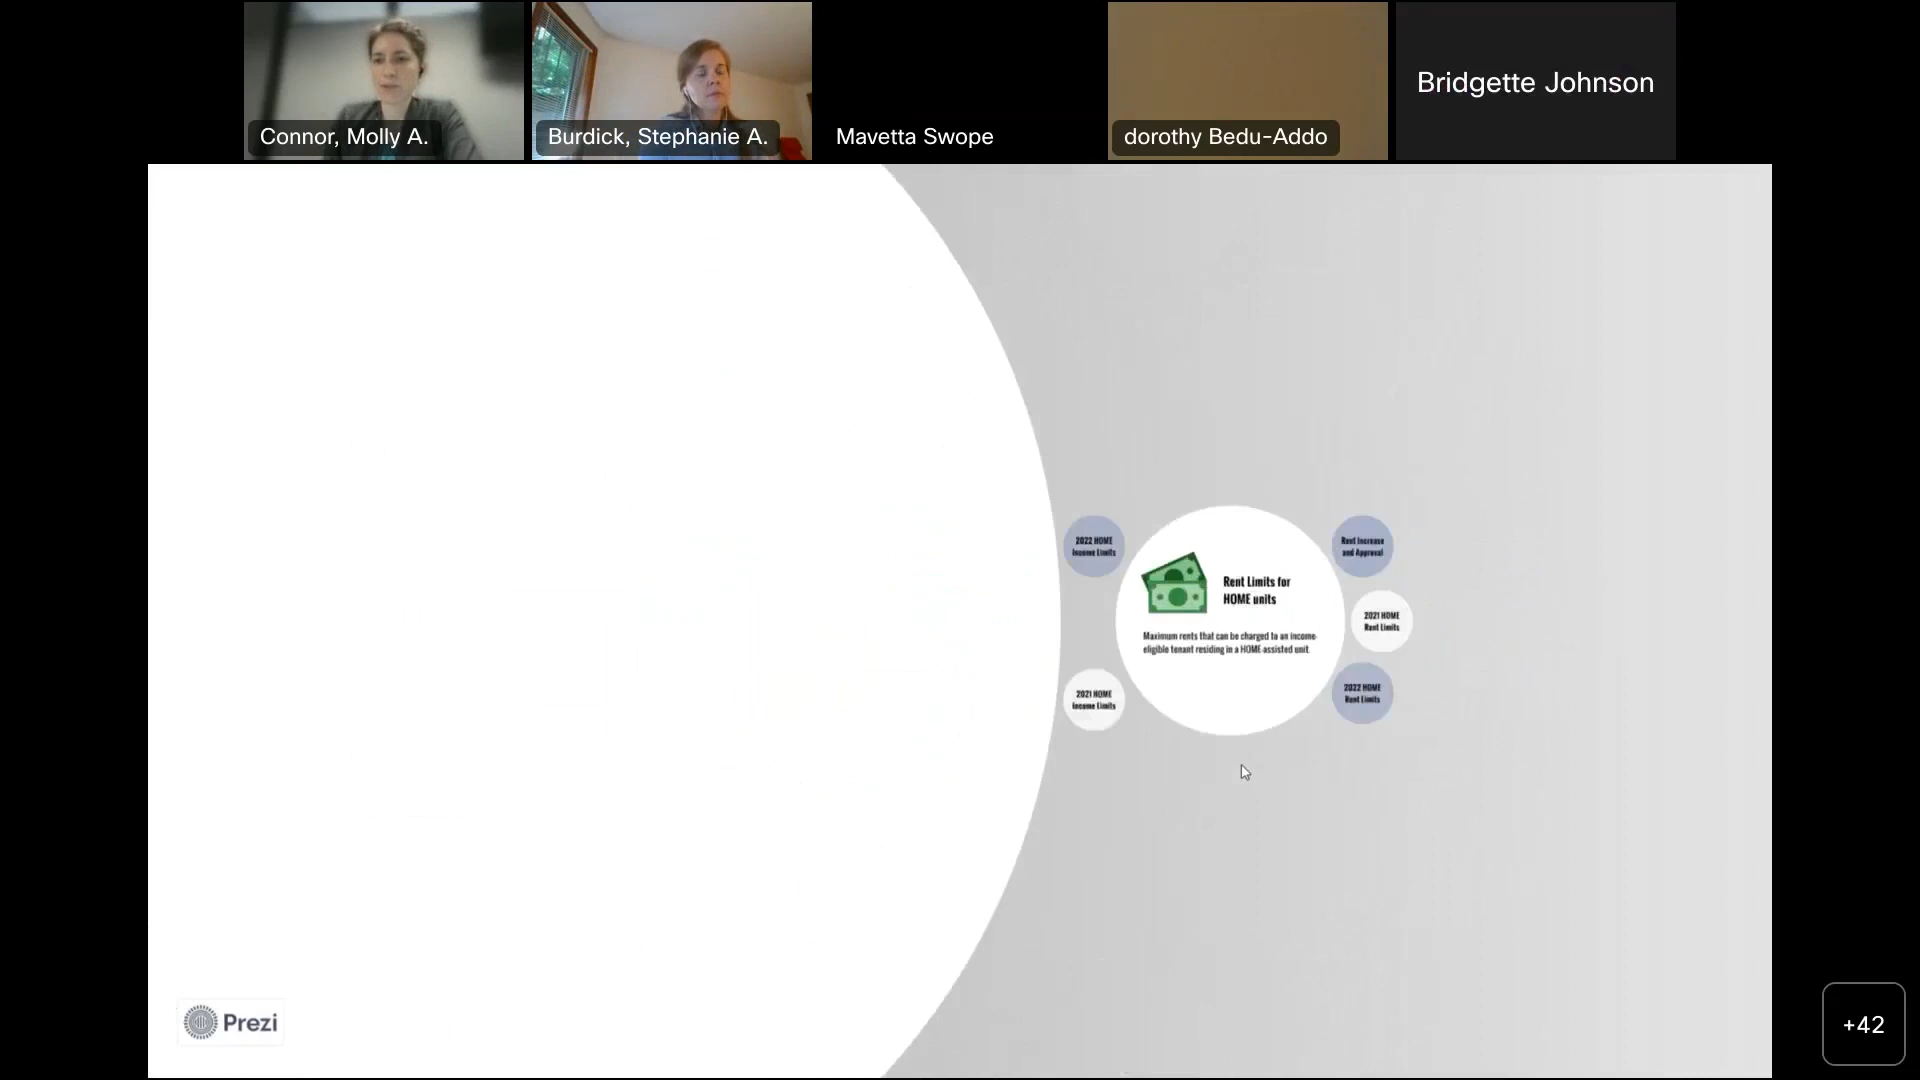 Connor, Molly A.
Burdick, Stephanie A.
Mavetta Swope
dorothy Bedu-Addo
Bridgette Johnson
2022 HOME
Income Limits
2021 HOME
Income Limits
Rent Limits for
HOME units
Maximum rents that can be charged to an income-
eligible tenant residing in a HOME-assisted unit
Rent Increase
and Approval
2021 HOME
Rent Limits
2022 HOME
Rent Limits
Prezi
+42